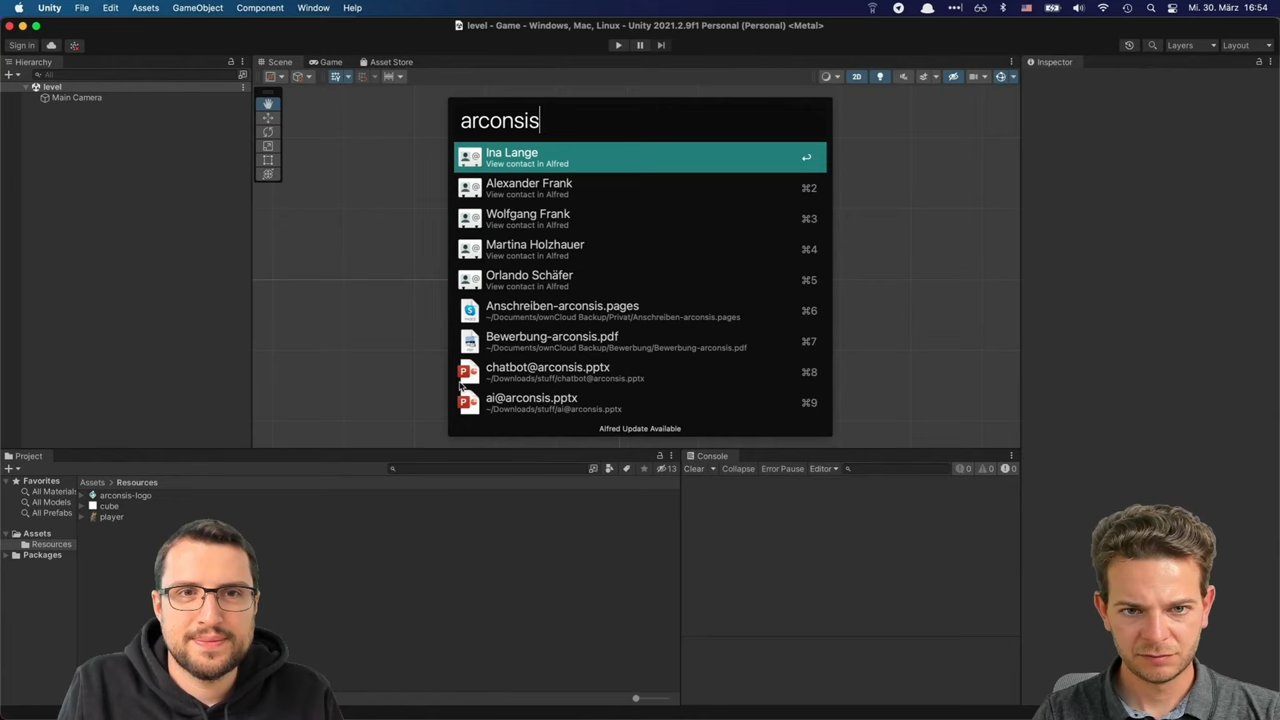 Unity File Edit Assets GameObject Component Window Help Mi. 30. März 16:54
level - Game - Windows, Mac, Linux - Unity 2021.2.9f1 Personal (Personal) <Metal>
Sign in Layers Layout
Hierarchy Scene Game Asset Store Inspector
All 2D
level
Main Camera
arconsis
Ina Lange
View contact in Alfred
Alexander Frank ⌘2
View contact in Alfred
Wolfgang Frank ⌘3
View contact in Alfred
Martina Holzhauer ⌘4
View contact in Alfred
Orlando Schäfer ⌘5
View contact in Alfred
Anschreiben-arconsis.pages ⌘6
~/Documents/ownCloud Backup/Privat/Anschreiben-arconsis.pages
Bewerbung-arconsis.pdf ⌘7
~/Documents/ownCloud Backup/Bewerbung/Bewerbung-arconsis.pdf
chatbot@arconsis.pptx ⌘8
~/Downloads/stuff/chatbot@arconsis.pptx
ai@arconsis.pptx ⌘9
~/Downloads/stuff/ai@arconsis.pptx
Alfred Update Available
Project Console
13 Clear Collapse Error Pause Editor 0 0 0
Favorites Assets Resources
All Materials arconsis-logo
All Models cube
All Prefabs player
Assets
Resources
Packages